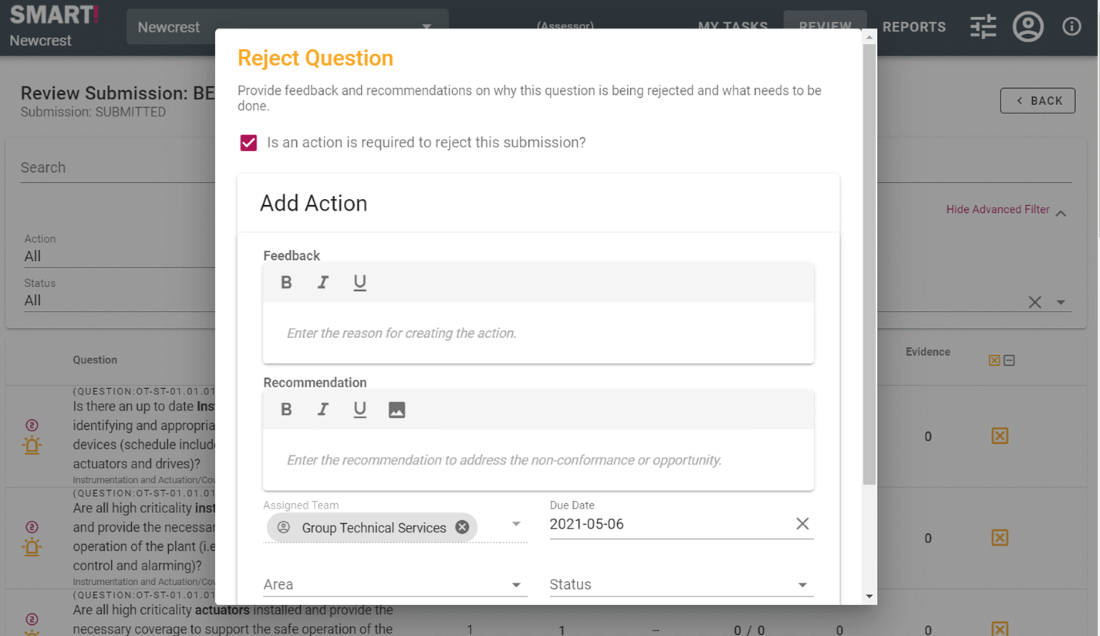 SMART!
Newcrest
Newcrest
(Assessor)
MY TASKS
REVIEW
REPORTS
Reject Question
Provide feedback and recommendations on why this question is being rejected and what needs to be
done.
Is an action is required to reject this submission?
Review Submission: BE
Submission: SUBMITTED
BACK
Search
Hide Advanced Filter
Action
All
Status
All
Add Action
Feedback
B I U
Enter the reason for creating the action.
Recommendation
B I U
Enter the recommendation to address the non-conformance or opportunity.
Assigned Team
Group Technical Services
Due Date
2021-05-06
Area
Status
Question
Evidence
(QUESTION:OT-ST-01.01.01
Is there an up to date Inst
identifying and appropria
devices (schedule include
actuators and drives)?
Instrumentation and Actuation/Cov
2
0
(QUESTION:OT-ST-01.01.01
Are all high criticality inst
and provide the necessar
operation of the plant (i.e
control and alarming)?
Instrumentation and Actuation/Cov
2
0
(QUESTION:OT-ST-01.01.01
Are all high criticality actuators installed and provide the
necessary coverage to support the safe operation of the
2
1
1
–
0 / 0
0